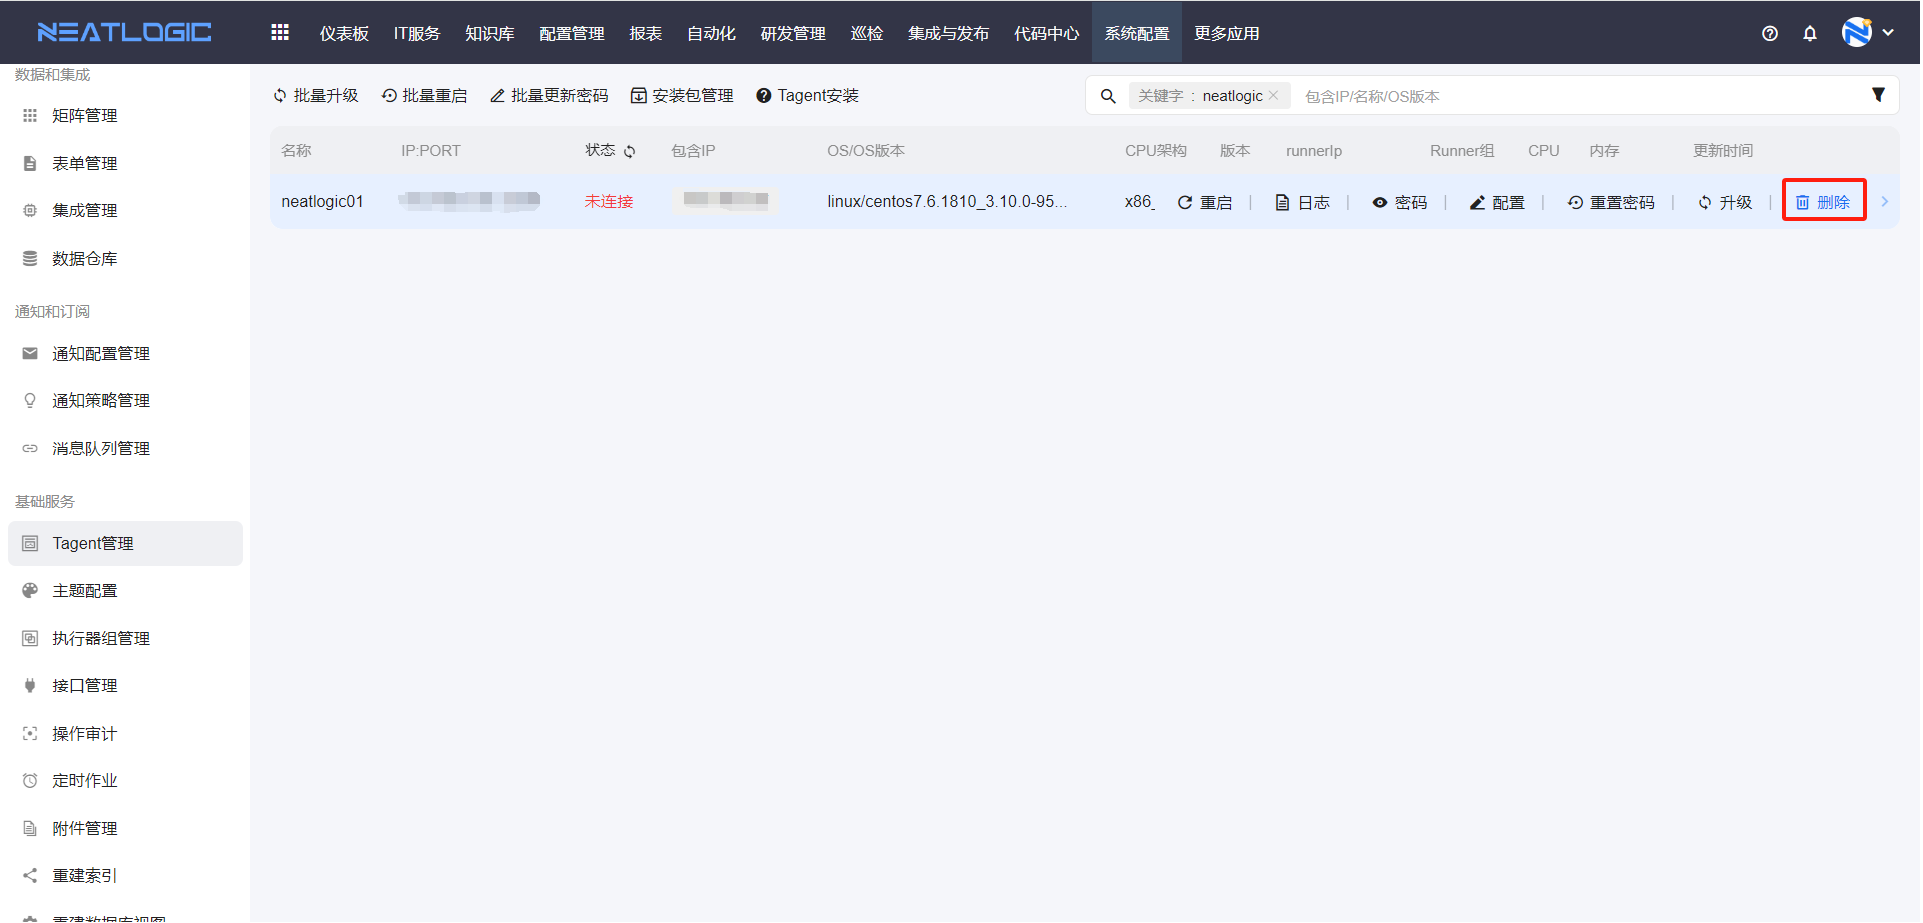 NEATLOGIC
仪表板 IT服务 知识库 配置管理 报表 自动化 研发管理 巡检 集成与发布 代码中心 系统配置 更多应用
数据和集成
矩阵管理
表单管理
集成管理
数据仓库
通知和订阅
通知配置管理
通知策略管理
消息队列管理
基础服务
Tagent管理
主题配置
执行器组管理
接口管理
操作审计
定时作业
附件管理
重建索引
重建数据库视图
批量升级 批量重启 批量更新密码 安装包管理 Tagent安装
关键字 : neatlogic 包含IP/名称/OS版本
名称 IP:PORT 状态 包含IP OS/OS版本 CPU架构 版本 runnerIp Runner组 CPU 内存 更新时间
neatlogic01 未连接 linux/centos7.6.1810_3.10.0-95... x86_ 重启 | 日志 | 密码 | 配置 | 重置密码 | 升级 | 删除